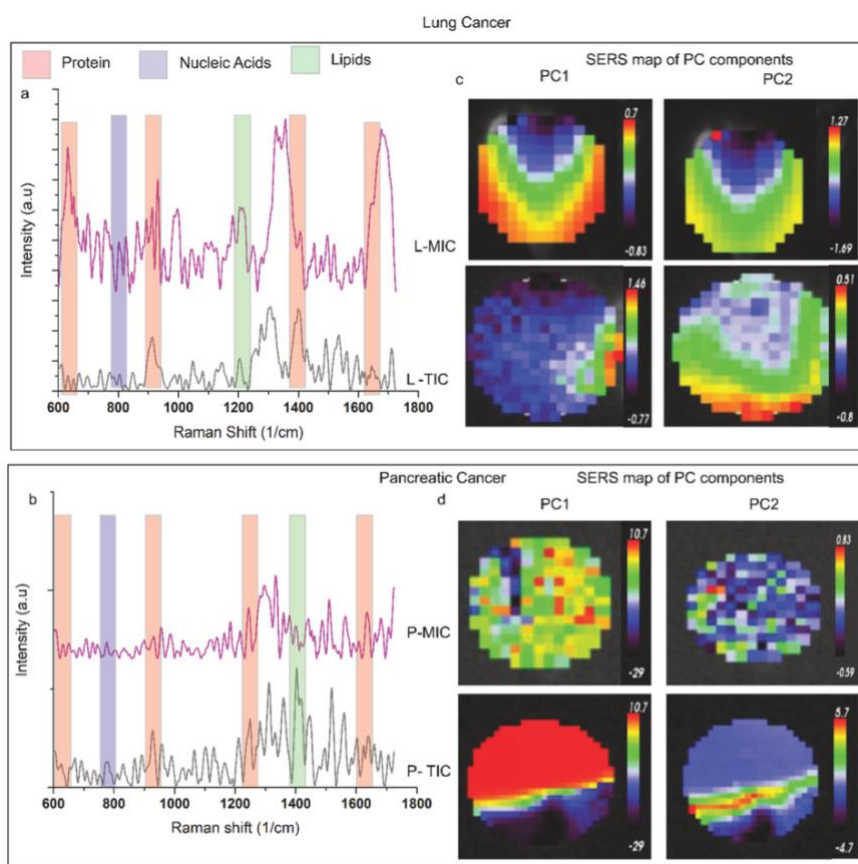 Lung Cancer
Protein
Nucleic Acids
Lipids
SERS map of PC components
a
c
PC1
PC2
Intensity (a.u)
L-MIC
L -TIC
0.7
-0.83
1.27
-1.69
1.46
-0.77
0.51
-0.8
600 800 1000 1200 1400 1600 1800
Raman Shift (1/cm)
Pancreatic Cancer
SERS map of PC components
b
d
PC1
PC2
Intensity (a.u)
P-MIC
P- TIC
10.7
-29
0.83
-0.59
10.7
-29
5.7
-4.7
600 800 1000 1200 1400 1600 1800
Raman shift (1/cm)